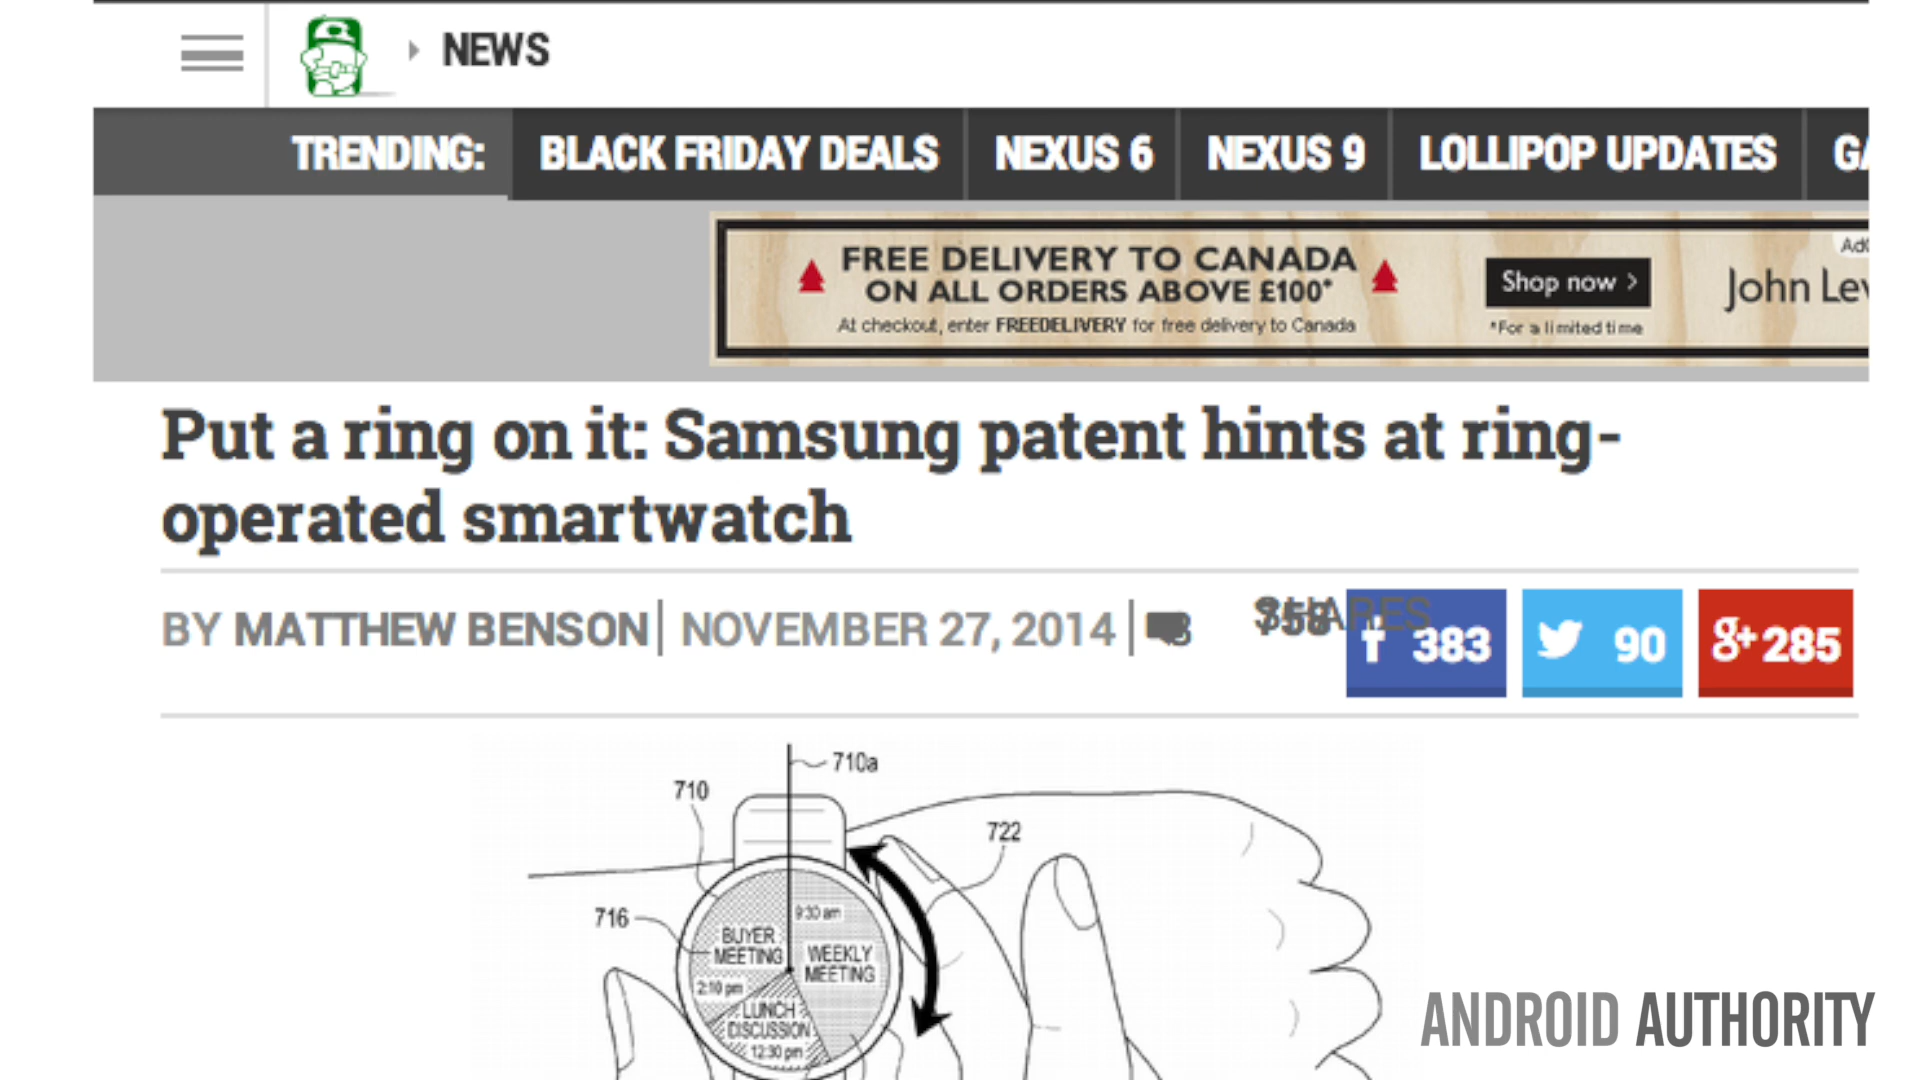 NEWS
TRENDING: BLACK FRIDAY DEALS NEXUS 6 NEXUS 9 LOLLIPOP UPDATES
FREE DELIVERY TO CANADA
ON ALL ORDERS ABOVE £100*
At checkout, enter FREEDELIVERY for free delivery to Canada
Shop now >
*For a limited time
John
Put a ring on it: Samsung patent hints at ring-
operated smartwatch
BY MATTHEW BENSON | NOVEMBER 27, 2014 |
758 SHARES
f 383
90
g+ 285
710a
710
722
716
9:30 am
BUYER
MEETING
WEEKLY
MEETING
2:10 pm
LUNCH
DISCUSSION
12:30 pm
ANDROID AUTHORITY